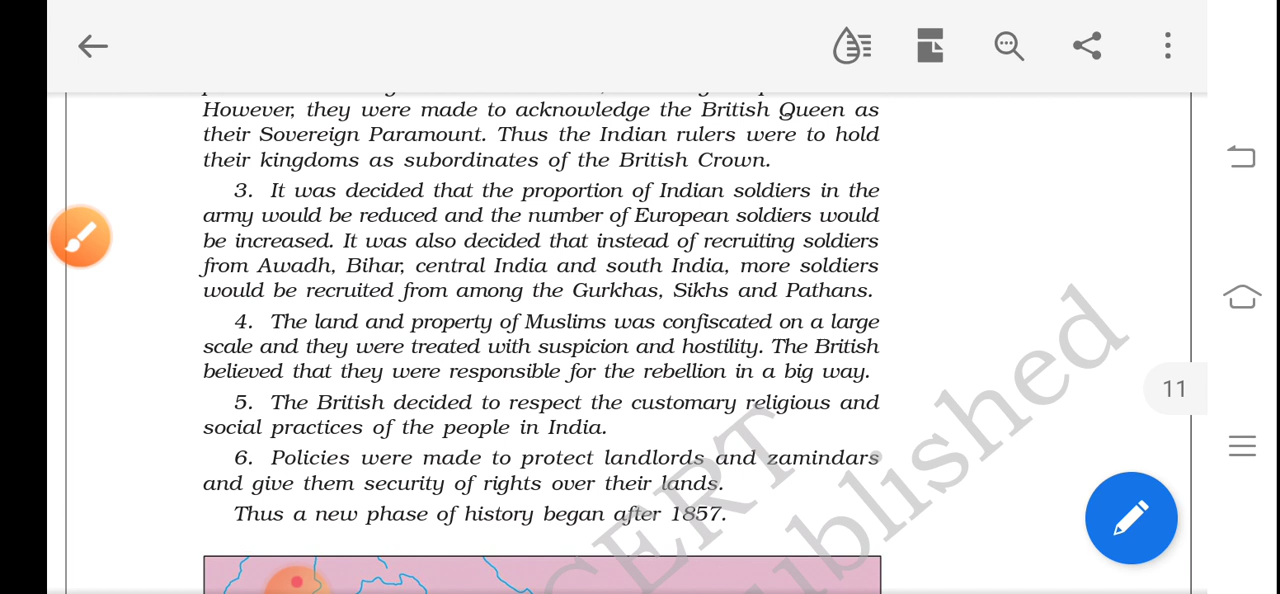 However, they were made to acknowledge the British Queen as
their Sovereign Paramount. Thus the Indian rulers were to hold
their kingdoms as subordinates of the British Crown.
3. It was decided that the proportion of Indian soldiers in the
army would be reduced and the number of European soldiers would
be increased. It was also decided that instead of recruiting soldiers
from Awadh, Bihar, central India and south India, more soldiers
would be recruited from among the Gurkhas, Sikhs and Pathans.
4. The land and property of Muslims was confiscated on a large
scale and they were treated with suspicion and hostility. The British
believed that they were responsible for the rebellion in a big way.
11
5. The British decided to respect the customary religious and
social practices of the people in India.
6. Policies were made to protect landlords and zamindars
and give them security of rights over their lands.
Thus a new phase of history began after 1857.
CERT
ublished